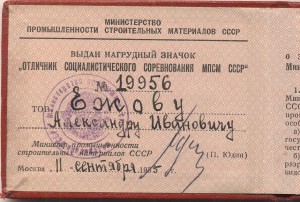 МИНИСТЕРСТВО
ПРОМЫШЛЕННОСТИ СТРОИТЕЛЬНЫХ МАТЕРИАЛОВ СССР
ВЫДАН НАГРУДНЫЙ ЗНАЧОК
"ОТЛИЧНИК СОЦИАЛИСТИЧЕСКОГО СОРЕВНОВАНИЯ МПСМ СССР"
№ 19956
ТОВ. Ежову
Александру Ивановичу
Министр промышленности
строительных материалов СССР
(П. Юдин)
Москва „11 сентября 1955